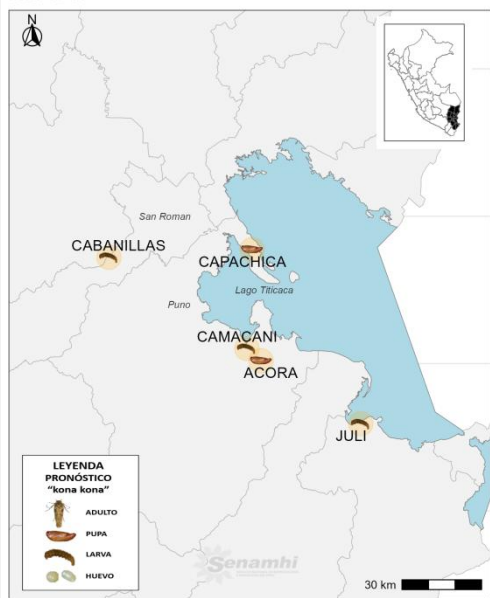 N
San Roman
CABANILLAS
CAPACHICA
Lago Titicaca
Puno
CAMACANI
ACORA
JULI
LEYENDA
PRONÓSTICO
"kona kona"
ADULTO
PUPA
LARVA
HUEVO
Senamhi
30 km